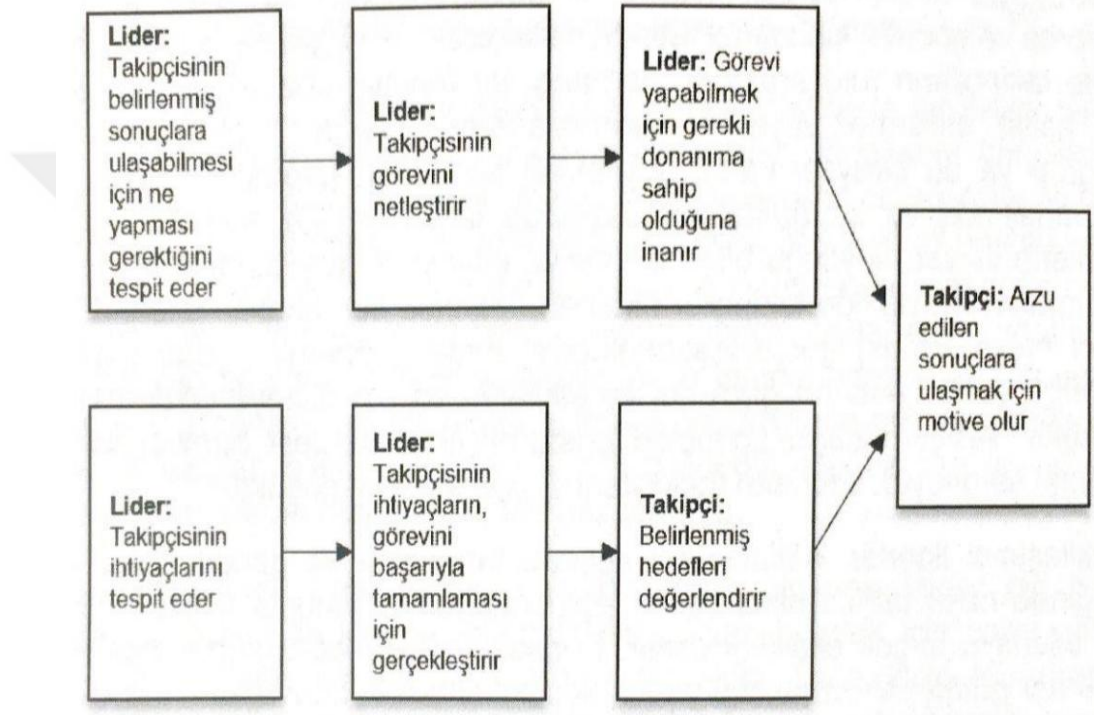 Lider:
Takipçisinin
belirlenmiş
sonuçlara
ulaşabilmesi
için ne
yapması
gerektiğini
tespit eder
Lider:
Takipçisinin
görevini
netleştirir
Lider: Görevi
yapabilmek
için gerekli
donanıma
sahip
olduğuna
inanır
Takipçi: Arzu
edilen
sonuçlara
ulaşmak için
motive olur
Lider:
Takipçisinin
ihtiyaçlarını
tespit eder
Lider:
Takipçisinin
ihtiyaçların,
görevini
başarıyla
tamamlaması
için
gerçekleştirir
Takipçi:
Belirlenmiş
hedefleri
değerlendirir